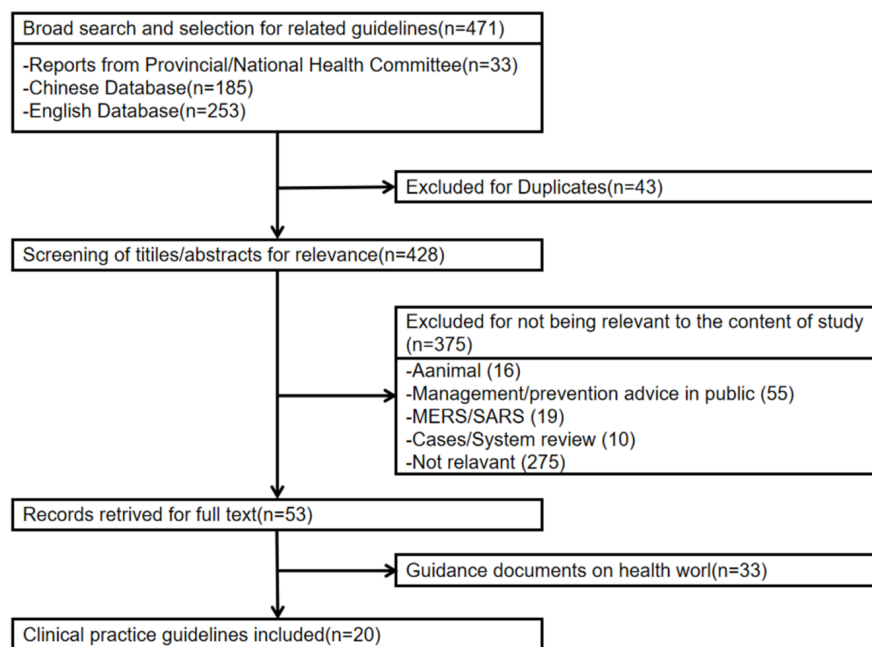 Broad search and selection for related guidelines(n=471)
-Reports from Provincial/National Health Committee(n=33)
-Chinese Database(n=185)
-English Database(n=253)
Excluded for Duplicates(n=43)
Screening of titiles/abstracts for relevance(n=428)
Excluded for not being relevant to the content of study
(n=375)
-Aanimal (16)
-Management/prevention advice in public (55)
-MERS/SARS (19)
-Cases/System review (10)
-Not relavant (275)
Records retrived for full text(n=53)
Guidance documents on health worl(n=33)
Clinical practice guidelines included(n=20)